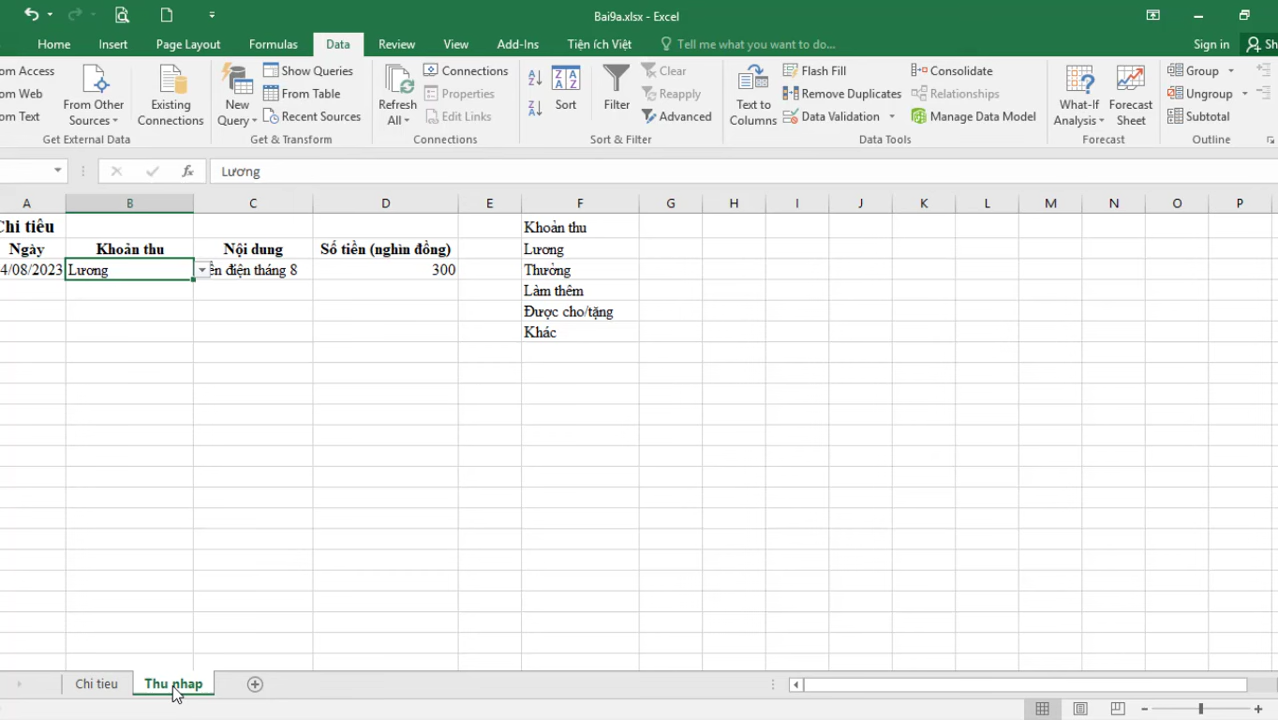 Bai9a.xlsx - Excel
Home Insert Page Layout Formulas Data Review View Add-Ins Tiện ích Việt Tell me what you want to do... Sign in Sh
om Access
om Web
om Text
From Other Sources
Existing Connections
Get External Data
New Query
Show Queries
From Table
Recent Sources
Get & Transform
Refresh All
Connections
Properties
Edit Links
Connections
Sort
Filter
Clear
Reapply
Advanced
Sort & Filter
Text to Columns
Flash Fill
Remove Duplicates
Data Validation
Consolidate
Relationships
Manage Data Model
Data Tools
What-If Analysis
Forecast Sheet
Forecast
Group
Ungroup
Subtotal
Outline
Lương
A B C D E F G H I J K L M N O P
Chi tiêu Khoản thu
Ngày Khoản thu Nội dung Số tiền (nghìn đồng) Lương
4/08/2023 Lương ền điện tháng 8 300 Thưởng
Làm thêm
Được cho/tặng
Khác
Chi tieu Thu nhap